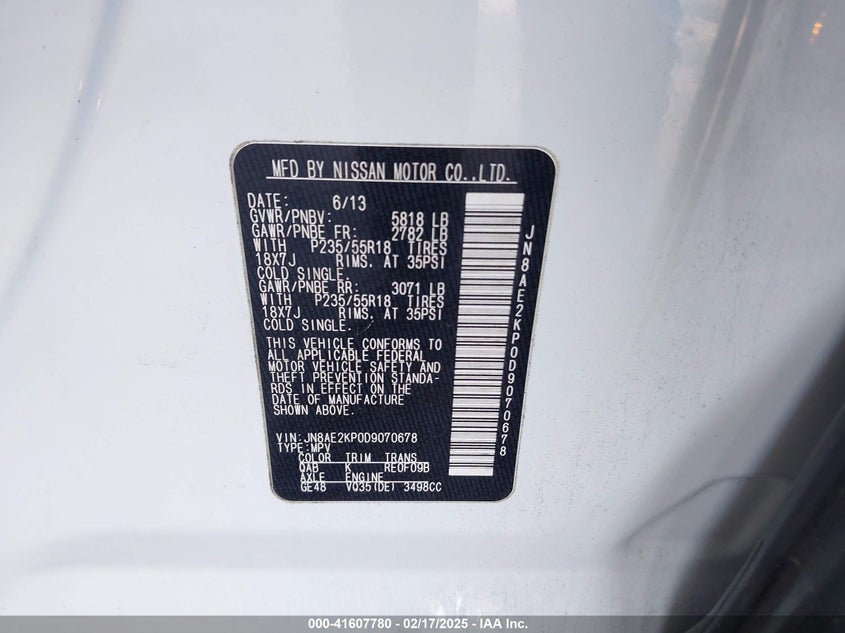 MFD BY NISSAN MOTOR CO.,LTD.
DATE: 6/13
GVWR/PNBV: 5818 LB
GAWR/PNBE FR: 2782 LB
WITH P235/55R18 TIRES
18X7J RIMS. AT 35PSI
COLD SINGLE.
GAWR/PNBE RR: 3071 LB
WITH P235/55R18 TIRES
18X7J RIMS. AT 35PSI
COLD SINGLE.
THIS VEHICLE CONFORMS TO
ALL APPLICABLE FEDERAL
MOTOR VEHICLE SAFETY AND
THEFT PREVENTION STANDA-
RDS IN EFFECT ON THE
DATE OF MANUFACTURE
SHOWN ABOVE.
VIN:JN8AE2KP0D9070678
TYPE:MPV
COLOR TRIM TRANS
QAB K RE0F09B
AXLE ENGINE
GE48 VQ35(DE) 3498CC
JN8AE2KP0D9070678
000-41607780 - 02/17/2025 - IAA Inc.